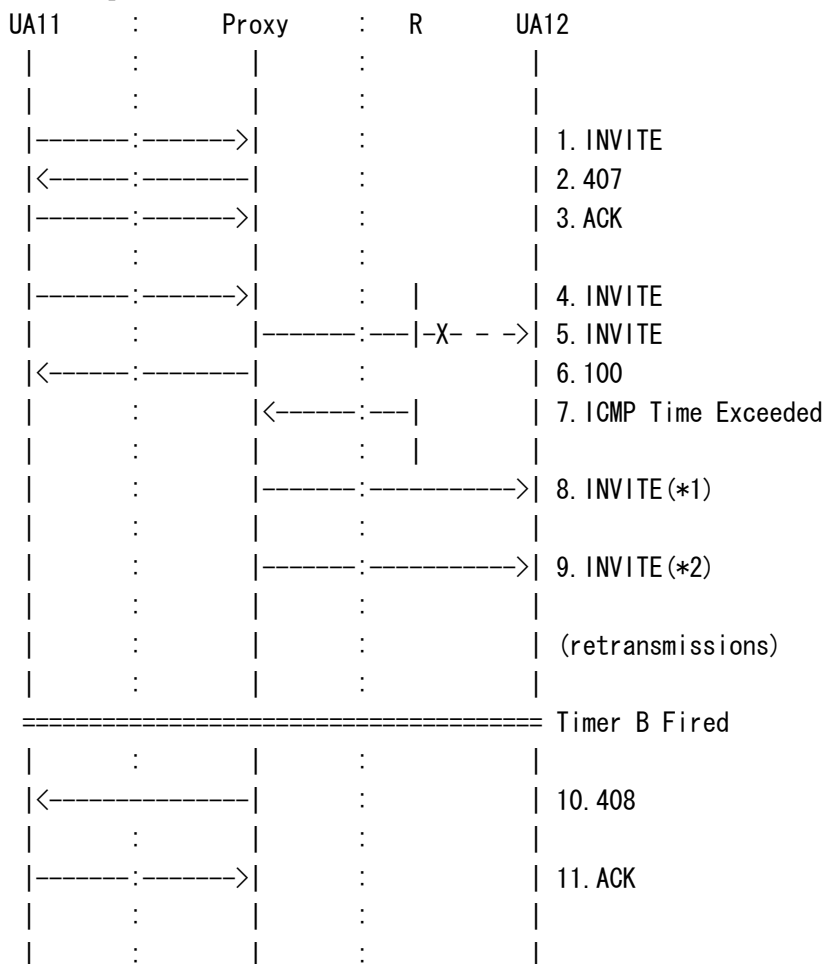 UA11 : Proxy : R UA12
| : | : |
| : | : |
|-------:------->| : | 1. INVITE
|<------:--------| : | 2. 407
|-------:------->| : | 3. ACK
| : | : |
|-------:------->| : | | 4. INVITE
| : |-------:---|-X- - ->| 5. INVITE
|<------:--------| : | 6. 100
| : |<------:---| | 7. ICMP Time Exceeded
| : | : | |
| : |-------:----------->| 8. INVITE(*1)
| : | : |
| : |-------:----------->| 9. INVITE(*2)
| : | : |
| : | : | (retransmissions)
| : | : |
======================================= Timer B Fired
| : | : |
|<---------------| : | 10. 408
| : | : |
|-------:------->| : | 11. ACK
| : | : |
| : | : |